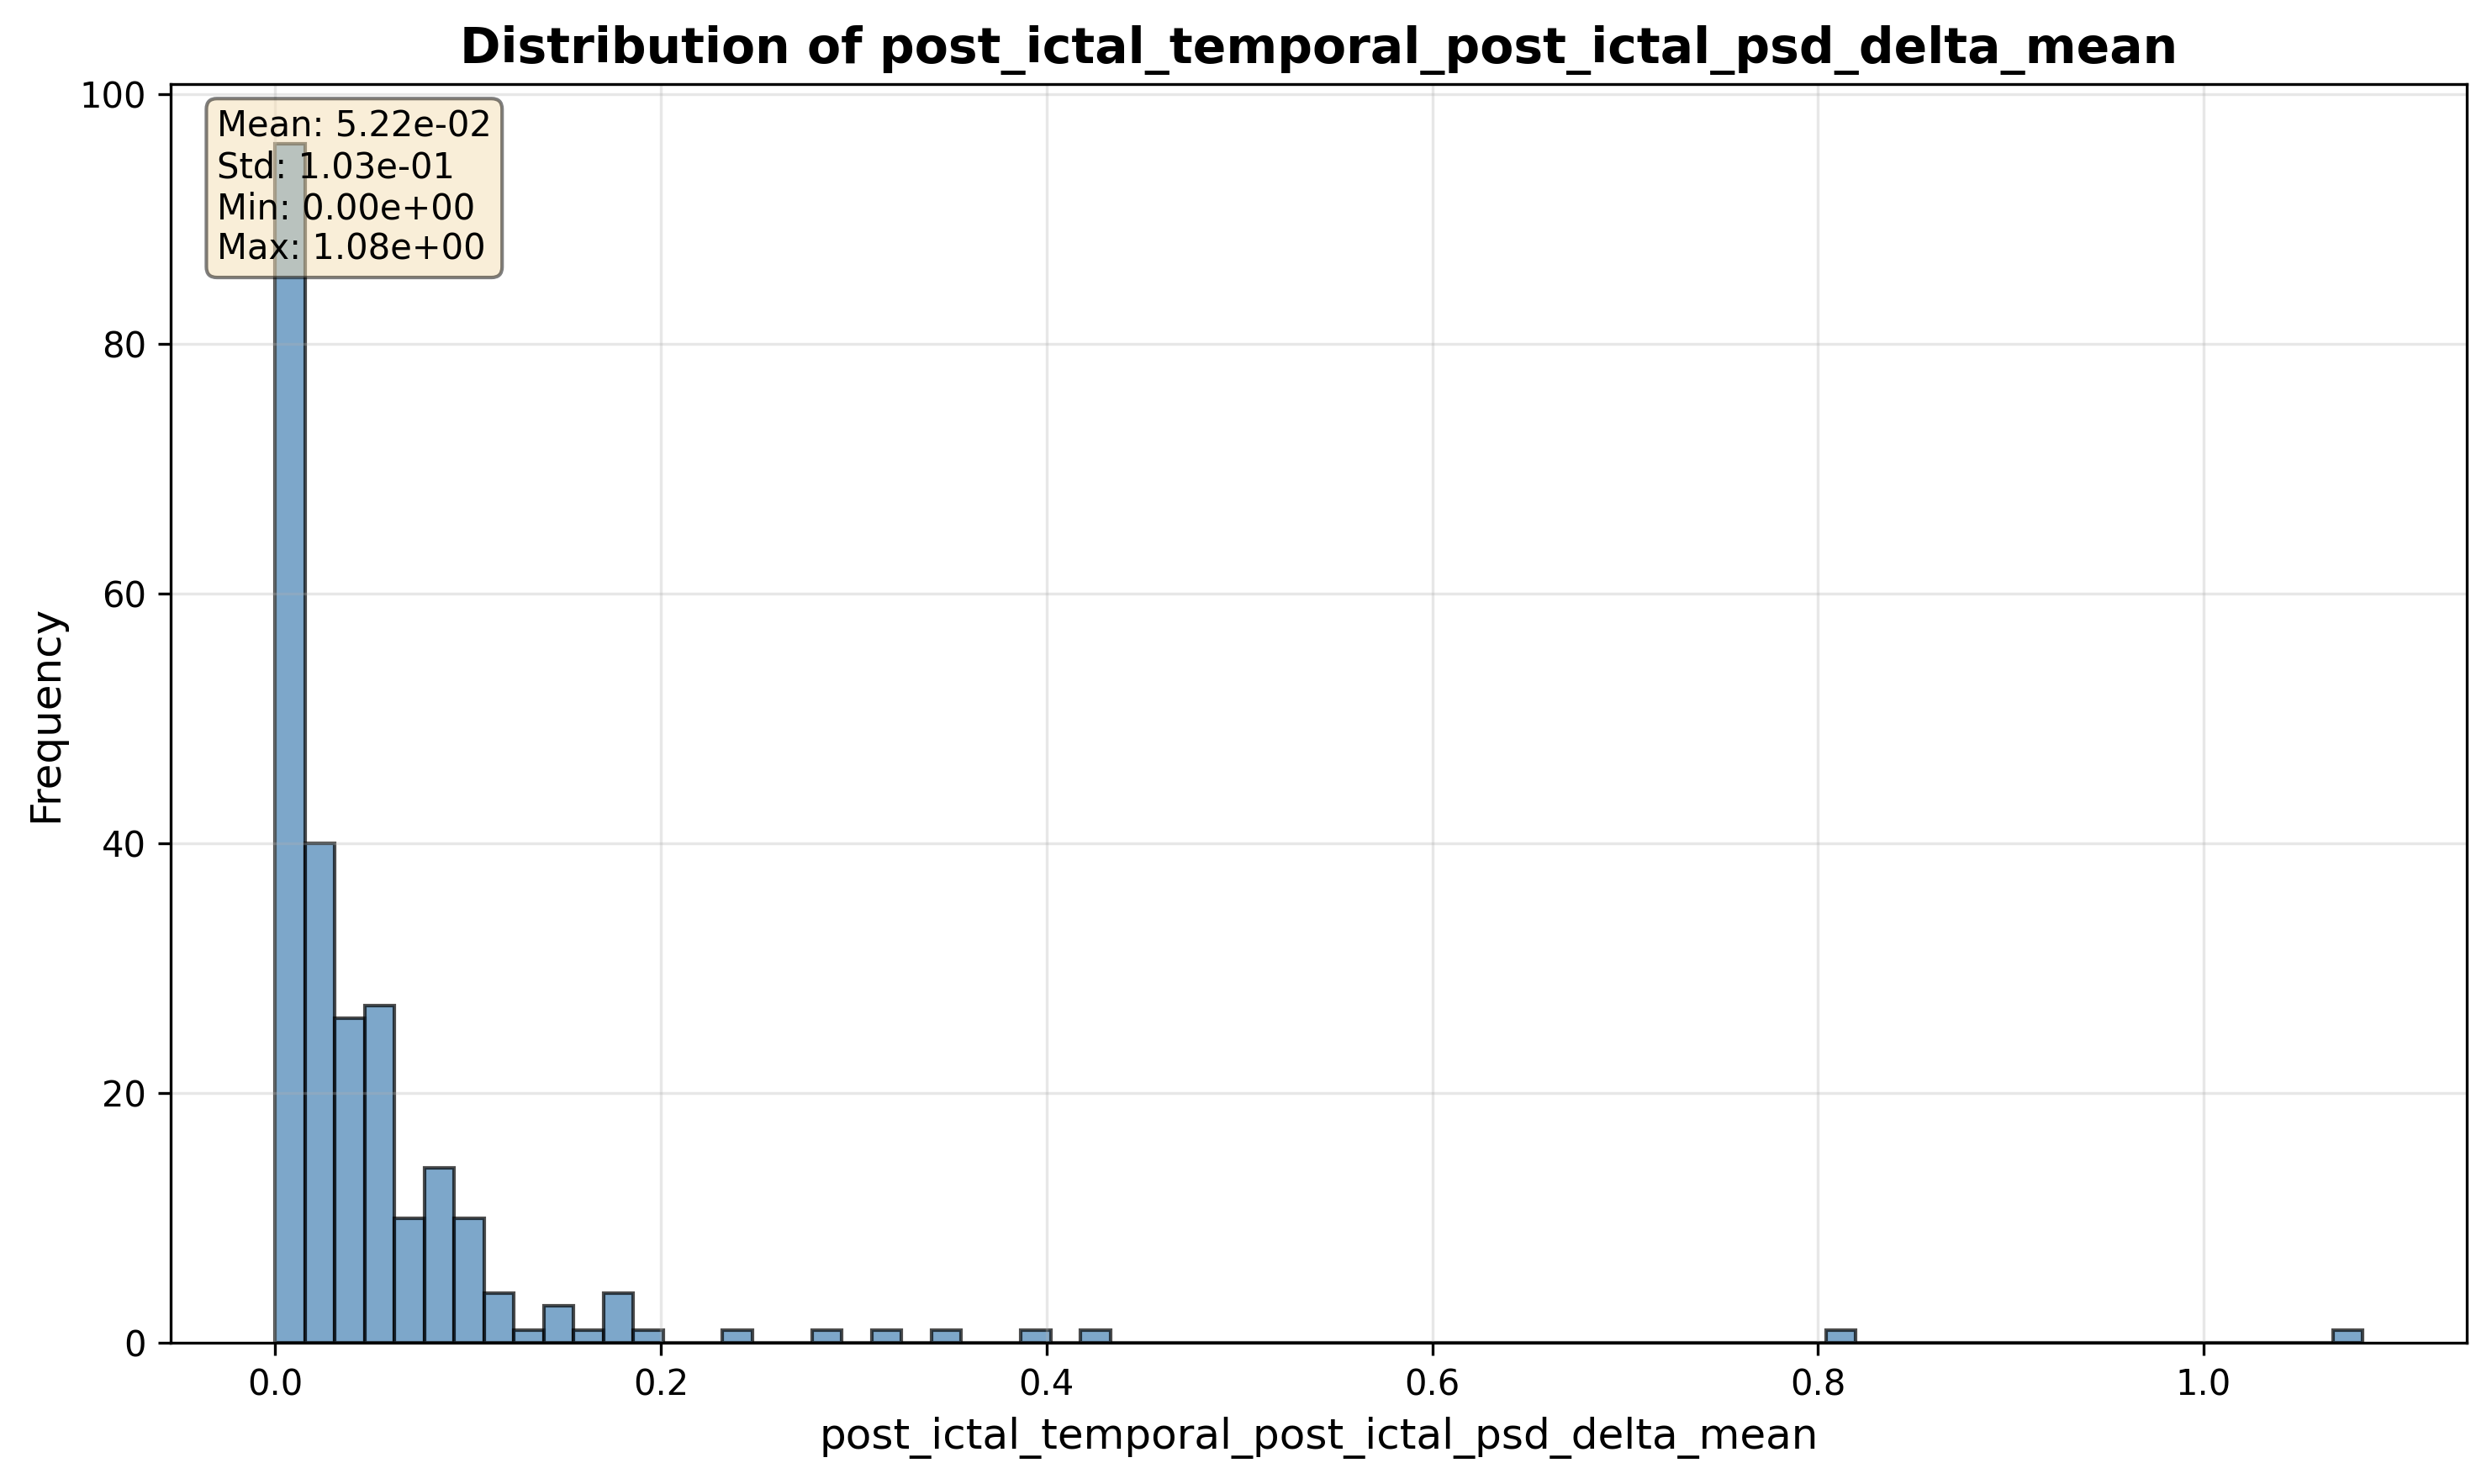 Distribution of post_ictal_temporal_post_ictal_psd_delta_mean
Mean: 5.22e-02
Std: 1.03e-01
Min: 0.00e+00
Max: 1.08e+00
100
80
60
40
20
0
Frequency
0.0 0.2 0.4 0.6 0.8 1.0
post_ictal_temporal_post_ictal_psd_delta_mean